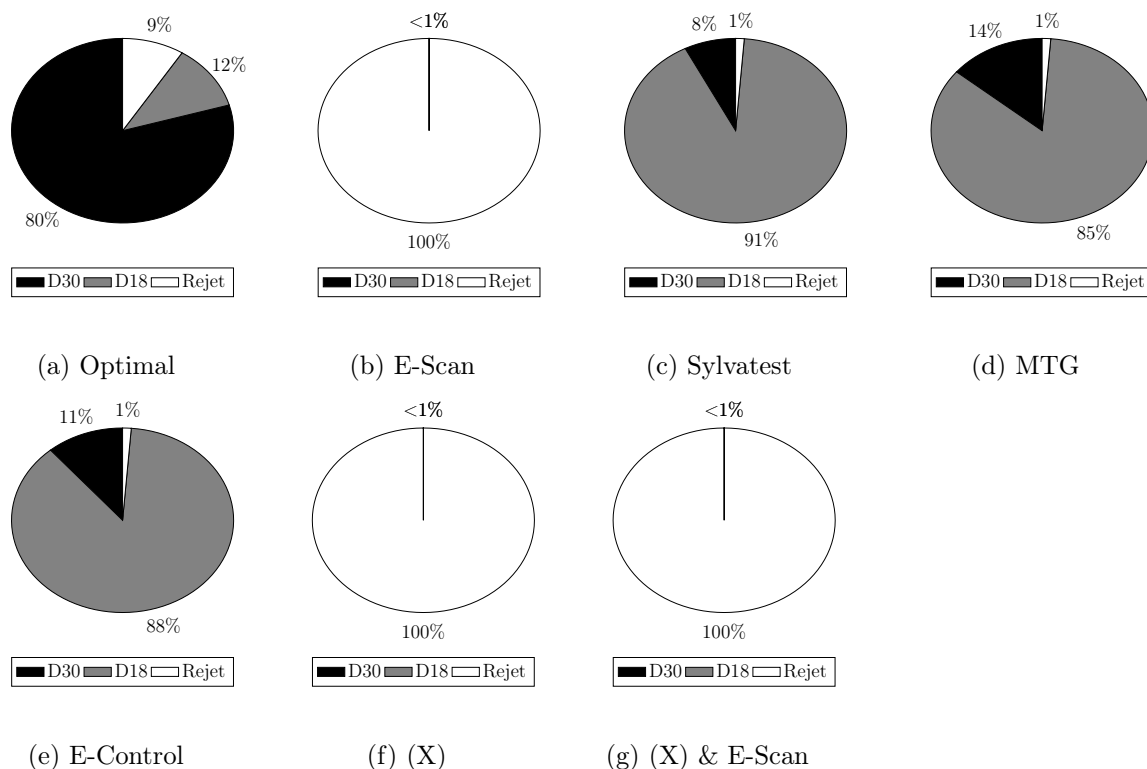 9%
12%
80%
D30 D18 Rejet
(a) Optimal
<1%
100%
D30 D18 Rejet
(b) E-Scan
8% 1%
91%
D30 D18 Rejet
(c) Sylvatest
14% 1%
85%
D30 D18 Rejet
(d) MTG
11% 1%
88%
D30 D18 Rejet
(e) E-Control
<1%
100%
D30 D18 Rejet
(f) (X)
<1%
100%
D30 D18 Rejet
(g) (X) & E-Scan